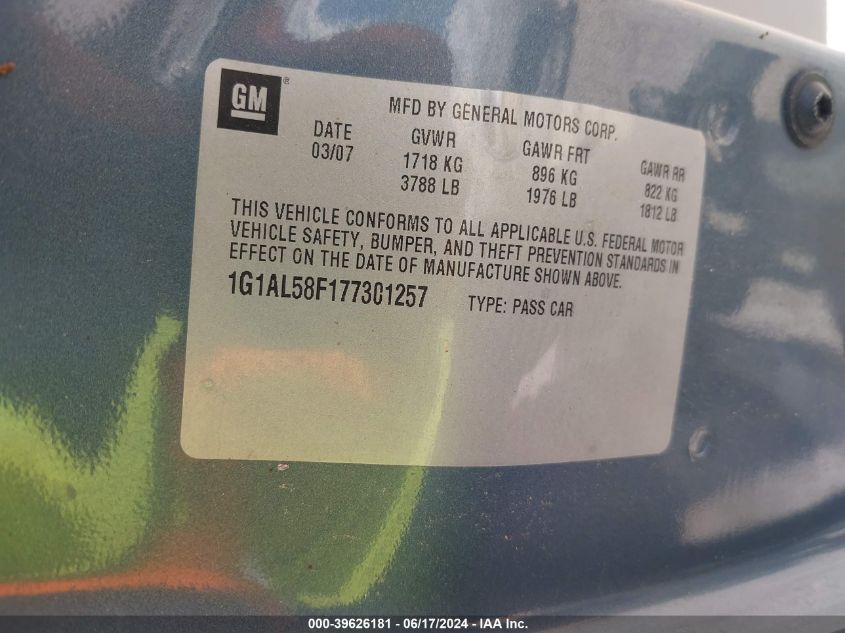 GM ®
MFD BY GENERAL MOTORS CORP.
DATE GVWR GAWR FRT GAWR RR
03/07 1718 KG 896 KG 822 KG
3788 LB 1976 LB 1812 LB
THIS VEHICLE CONFORMS TO ALL APPLICABLE U.S. FEDERAL MOTOR
VEHICLE SAFETY, BUMPER, AND THEFT PREVENTION STANDARDS IN
EFFECT ON THE DATE OF MANUFACTURE SHOWN ABOVE.
1G1AL58F177301257 TYPE: PASS CAR
000-39626181 - 06/17/2024 - IAA Inc.